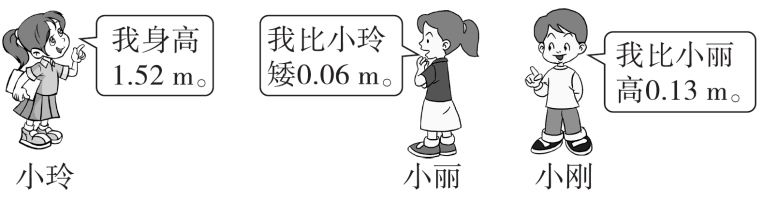 我身高
1.52 m。
我比小玲
矮0.06 m。
我比小丽
高0.13 m。
小玲
小丽
小刚